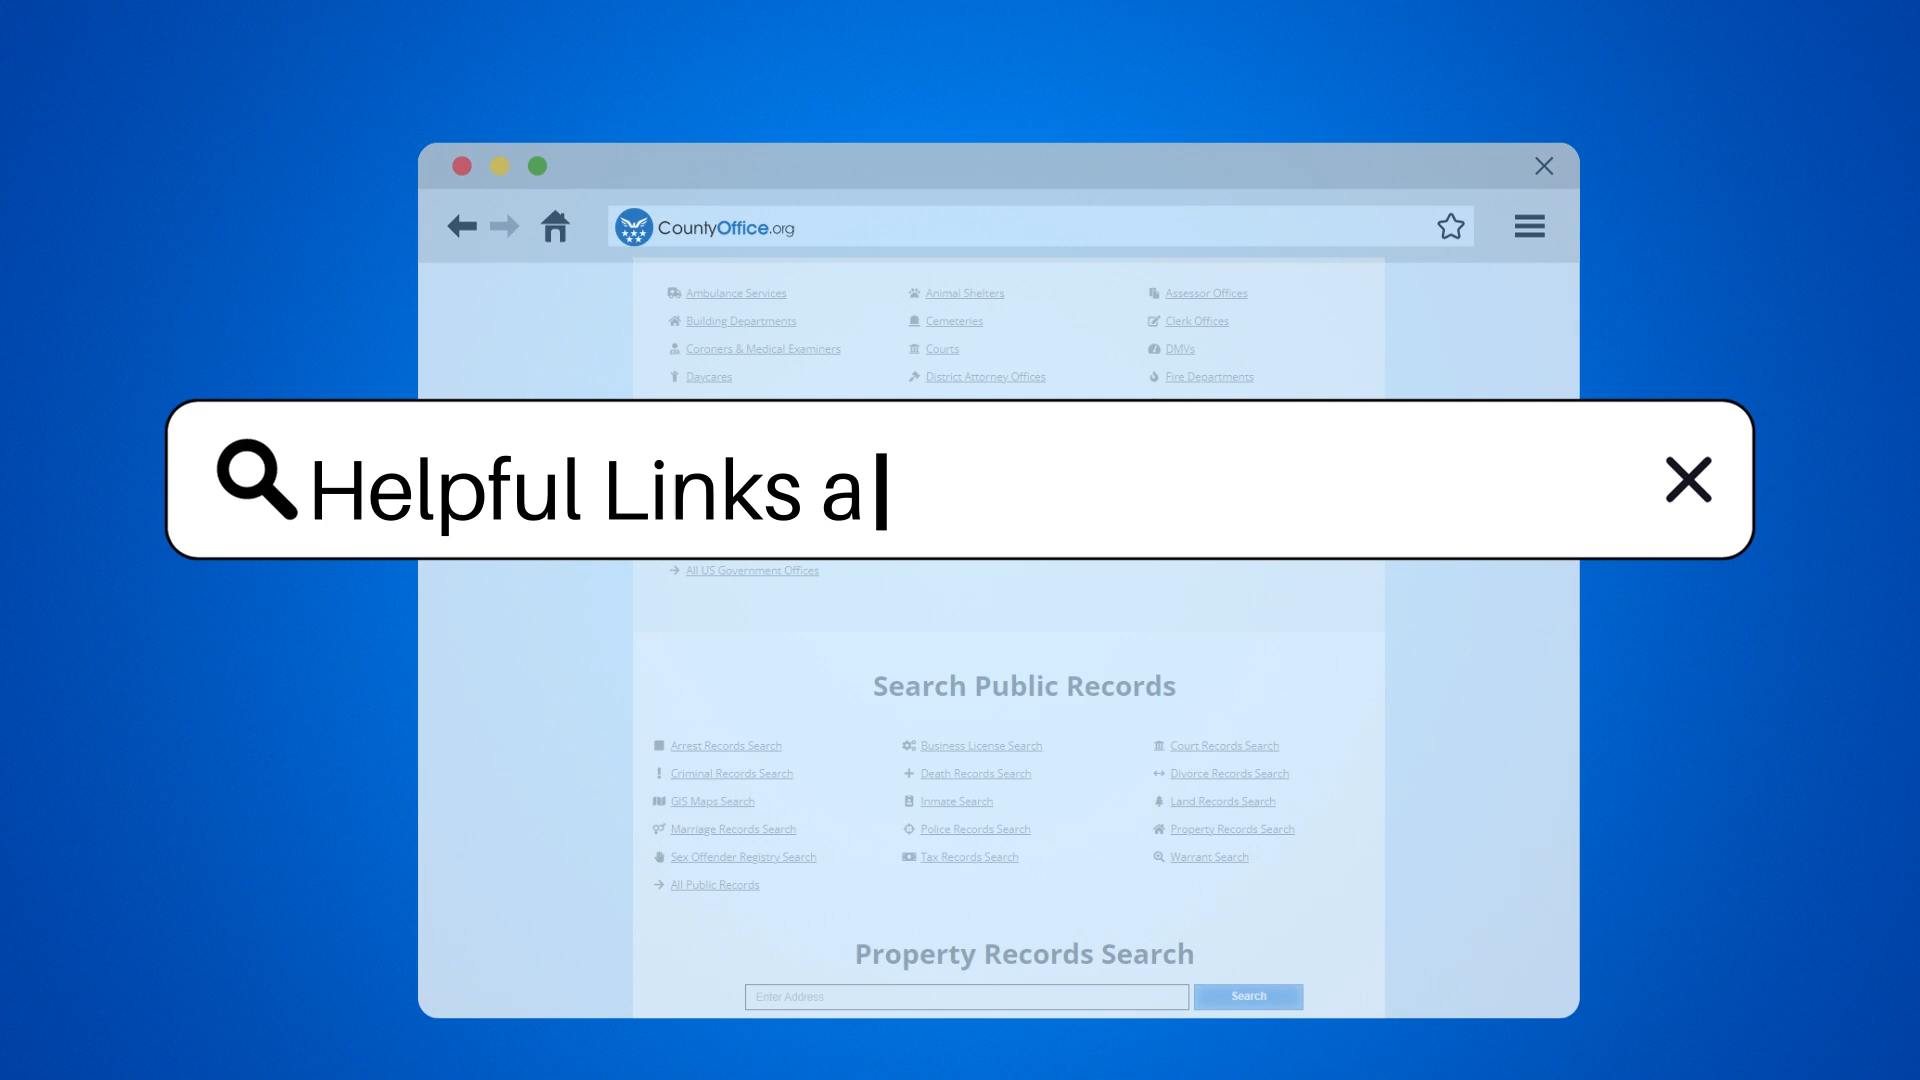 CountyOffice.org
Ambulance Services Animal Shelters Assessor Offices
Building Departments Cemeteries Clerk Offices
Coroners & Medical Examiners Courts DMVs
Daycares District Attorney Offices Fire Departments
Helpful Links a
All US Government Offices
Search Public Records
Arrest Records Search Business License Search Court Records Search
Criminal Records Search Death Records Search Divorce Records Search
GIS Maps Search Inmate Search Land Records Search
Marriage Records Search Police Records Search Property Records Search
Sex Offender Registry Search Tax Records Search Warrant Search
All Public Records
Property Records Search
Enter Address Search